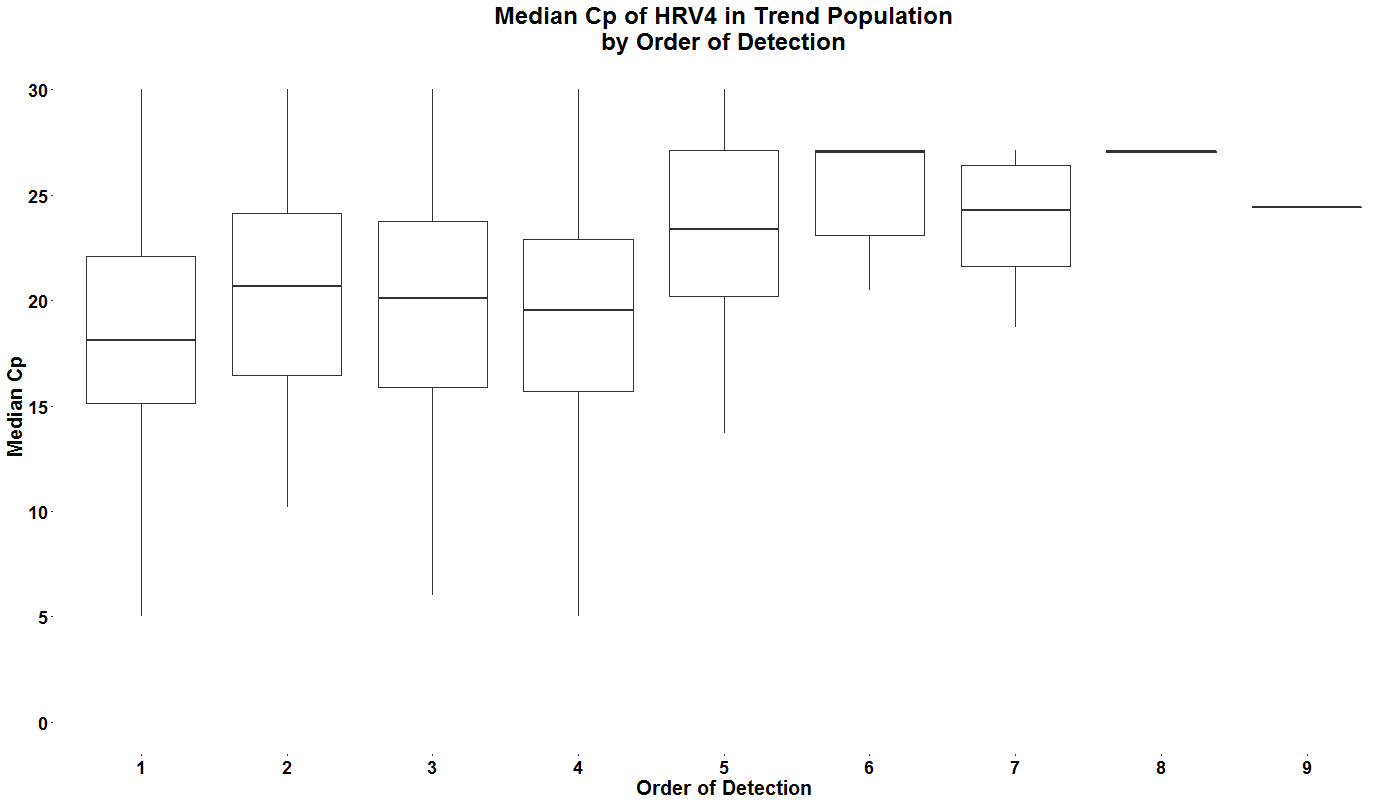 Median Cp of HRV4 in Trend Population
by Order of Detection
Median Cp
30
25
20
15
10
5
0
1 2 3 4 5 6 7 8 9
Order of Detection